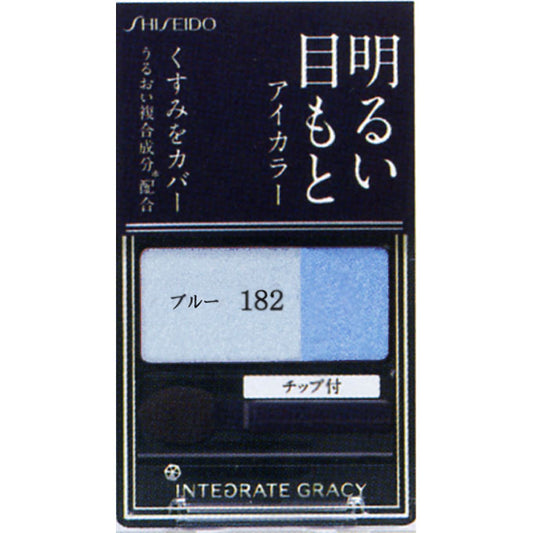 SHISEIDO
明るい
目もと
アイカラー
くすみをカバー
うるおい複合成分※配合
ブルー 182
チップ付
INTEGRATE GRACY